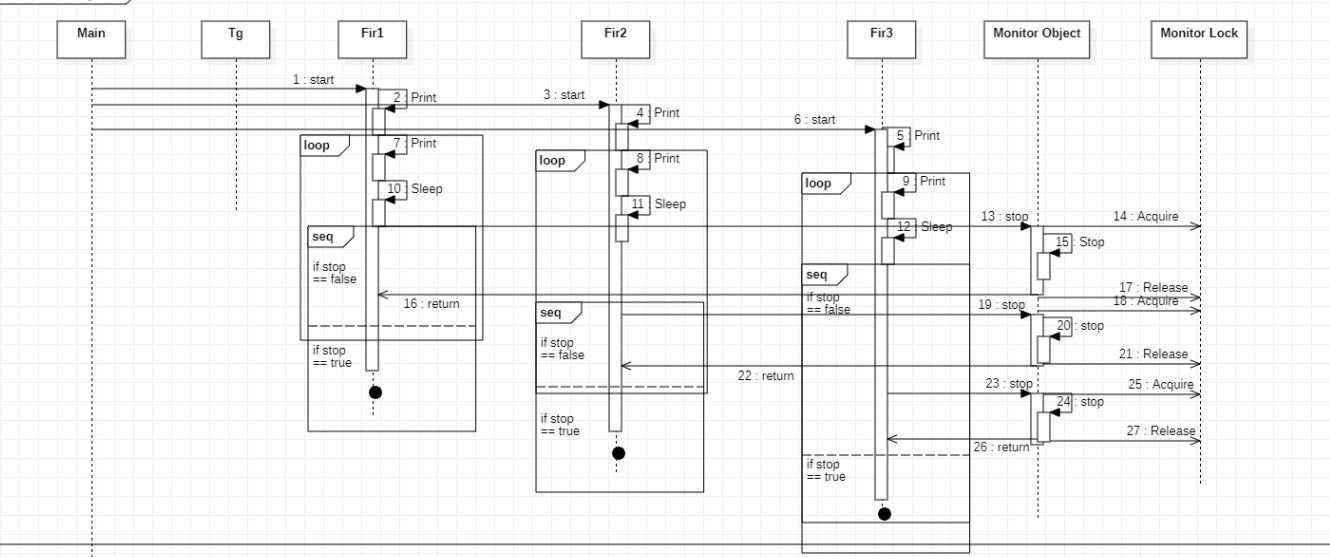 Main
Tg
Fir1
Fir2
Fir3
Monitor Object
Monitor Lock
1 : start
2 : Print
3 : start
4 : Print
6 : start
5 : Print
loop
7 : Print
loop
8 : Print
loop
9 : Print
10 : Sleep
11 : Sleep
12 : Sleep
13 : stop
14 : Acquire
seq
15 : Stop
if stop
== false
seq
if stop
== false
16 : return
17 : Release
18 : Acquire
seq
19 : stop
20 : stop
if stop
== false
if stop
== true
21 : Release
22 : return
23 : stop
25 : Acquire
24 : stop
if stop
== true
27 : Release
26 : return
if stop
== true